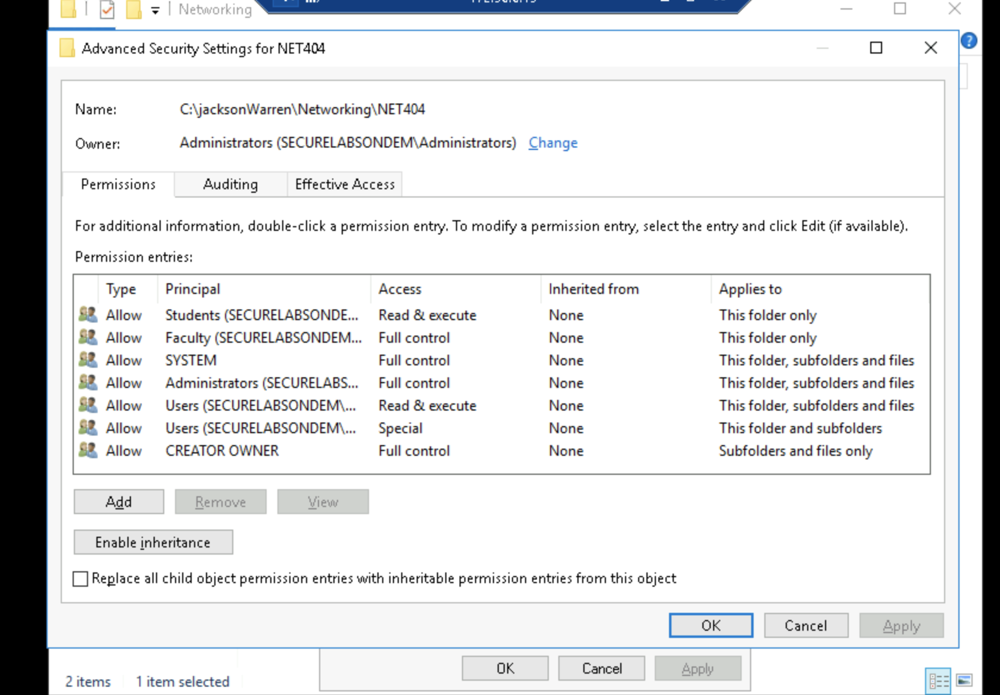 Networking
Advanced Security Settings for NET404
Name: C:\jacksonWarren\Networking\NET404
Owner: Administrators (SECURELABSONDEM\Administrators) Change
Permissions Auditing Effective Access
For additional information, double-click a permission entry. To modify a permission entry, select the entry and click Edit (if available).
Permission entries:
Type Principal Access Inherited from Applies to
Allow Students (SECURELABSONDE... Read & execute None This folder only
Allow Faculty (SECURELABSONDEM... Full control None This folder only
Allow SYSTEM Full control None This folder, subfolders and files
Allow Administrators (SECURELABS... Full control None This folder, subfolders and files
Allow Users (SECURELABSONDEM\... Read & execute None This folder, subfolders and files
Allow Users (SECURELABSONDEM\... Special None This folder and subfolders
Allow CREATOR OWNER Full control None Subfolders and files only
Add Remove View
Enable inheritance
Replace all child object permission entries with inheritable permission entries from this object
OK Cancel Apply
OK Cancel Apply
2 items 1 item selected